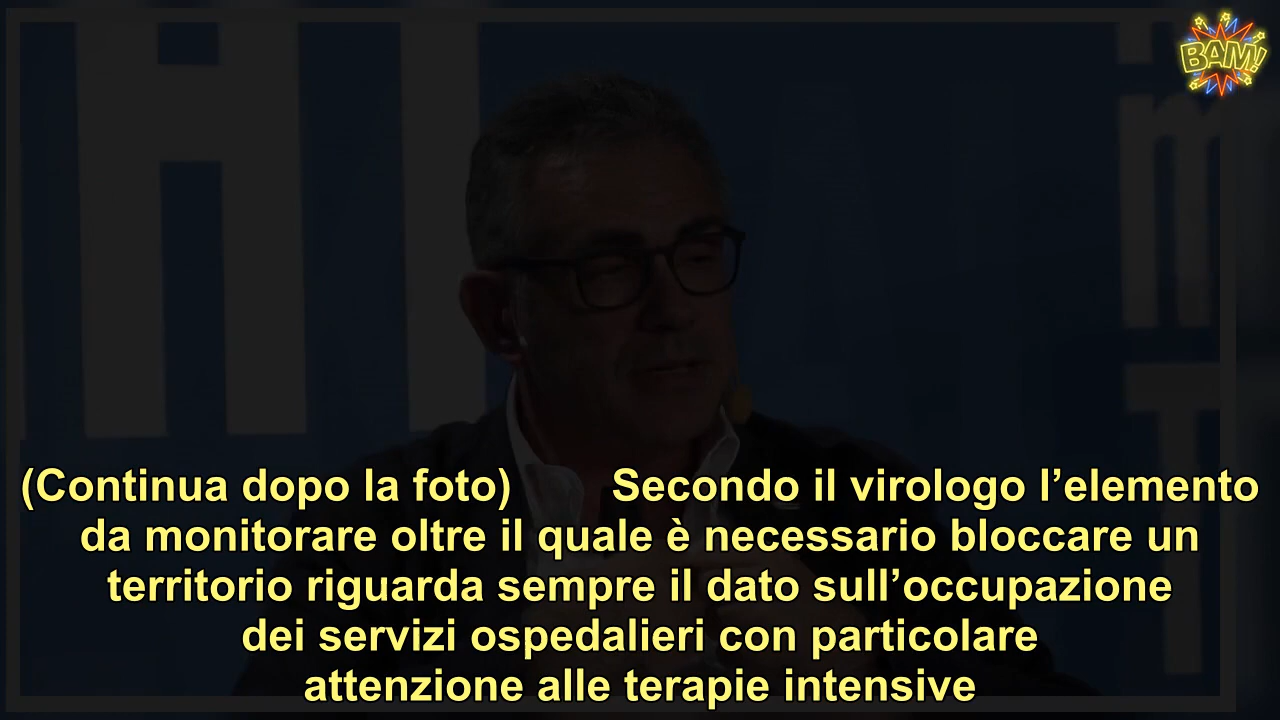 BAM!
(Continua dopo la foto) Secondo il virologo l’elemento
da monitorare oltre il quale è necessario bloccare un
territorio riguarda sempre il dato sull’occupazione
dei servizi ospedalieri con particolare
attenzione alle terapie intensive